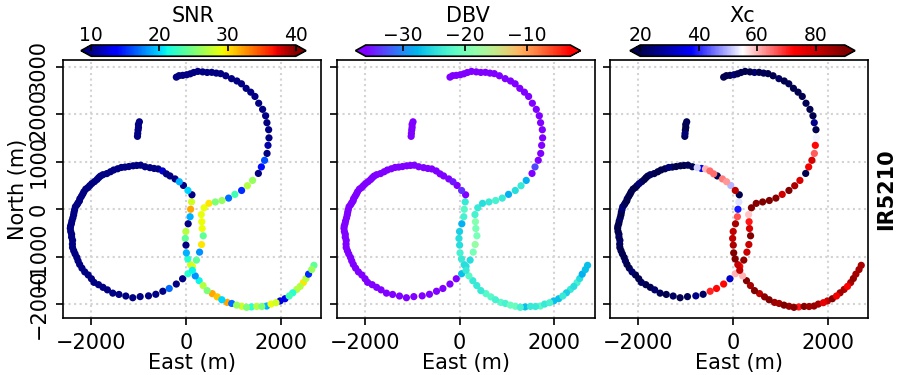 SNR DBV Xc
10 20 30 40 −30 −20 −10 20 40 60 80
North (m)
3000
2000
1000
0
−1000
−2000
−2000 0 2000 −2000 0 2000 −2000 0 2000
East (m) East (m) East (m)
IR5210